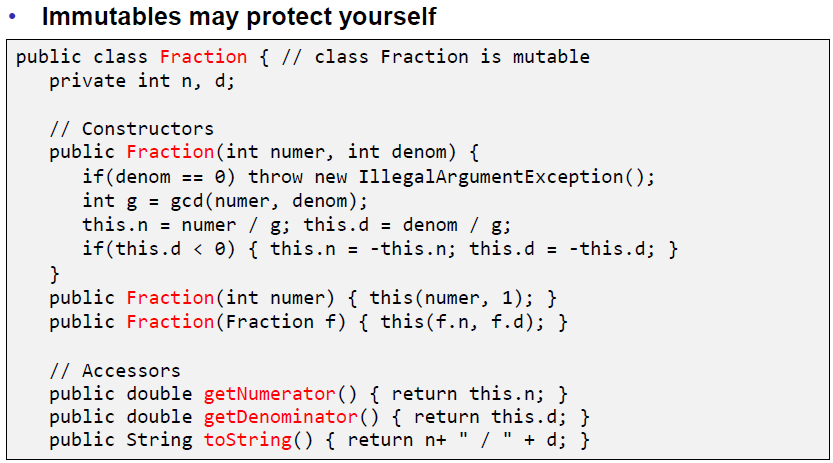 • Immutables may protect yourself
public class Fraction { // class Fraction is mutable
private int n, d;
// Constructors
public Fraction(int numer, int denom) {
if(denom == 0) throw new IllegalArgumentException();
int g = gcd(numer, denom);
this.n = numer / g; this.d = denom / g;
if(this.d < 0) { this.n = -this.n; this.d = -this.d; }
}
public Fraction(int numer) { this(numer, 1); }
public Fraction(Fraction f) { this(f.n, f.d); }
// Accessors
public double getNumerator() { return this.n; }
public double getDenominator() { return this.d; }
public String toString() { return n+ " / " + d; }